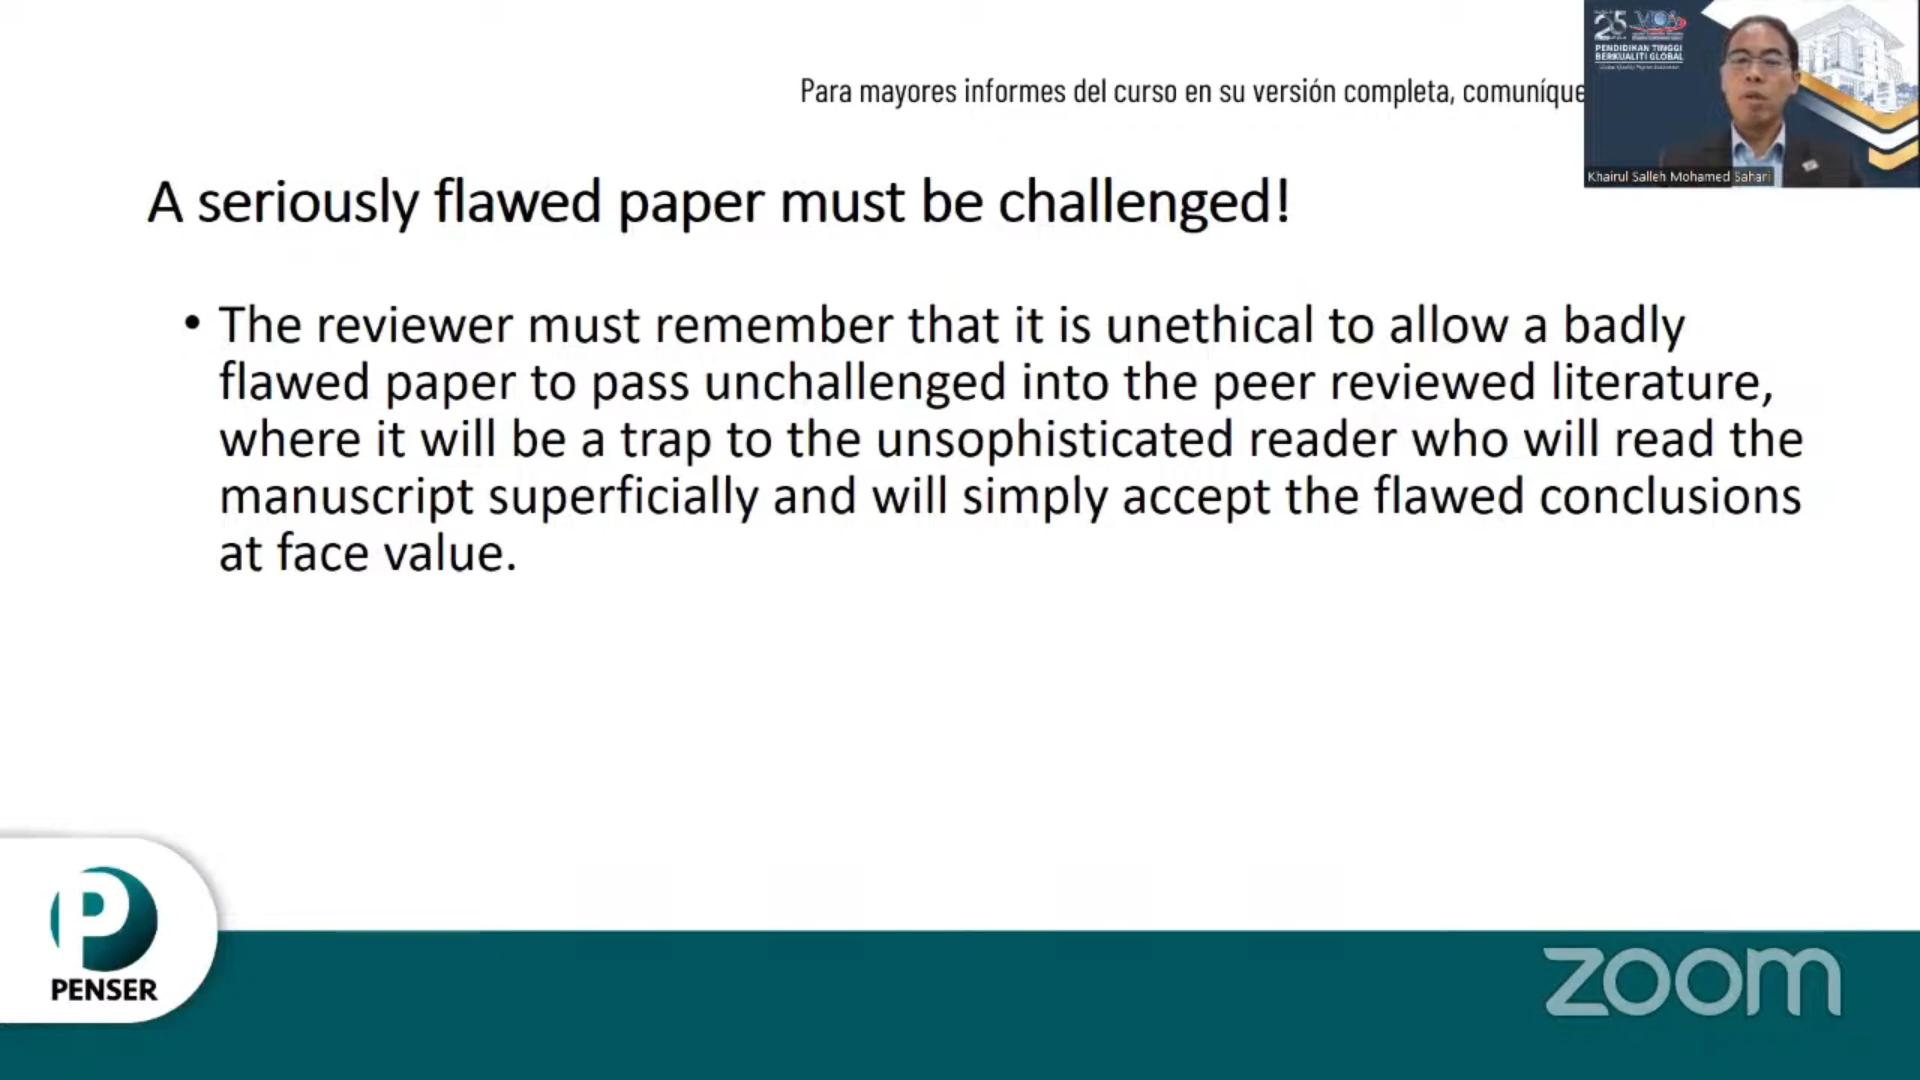 Para mayores informes del curso en su versión completa, comuníque
25
PENDIDIKAN TINGGI
BERKUALITI GLOBAL
Khairul Salleh Mohamed Sahari
A seriously flawed paper must be challenged!
• The reviewer must remember that it is unethical to allow a badly
flawed paper to pass unchallenged into the peer reviewed literature,
where it will be a trap to the unsophisticated reader who will read the
manuscript superficially and will simply accept the flawed conclusions
at face value.
PENSER
zoom